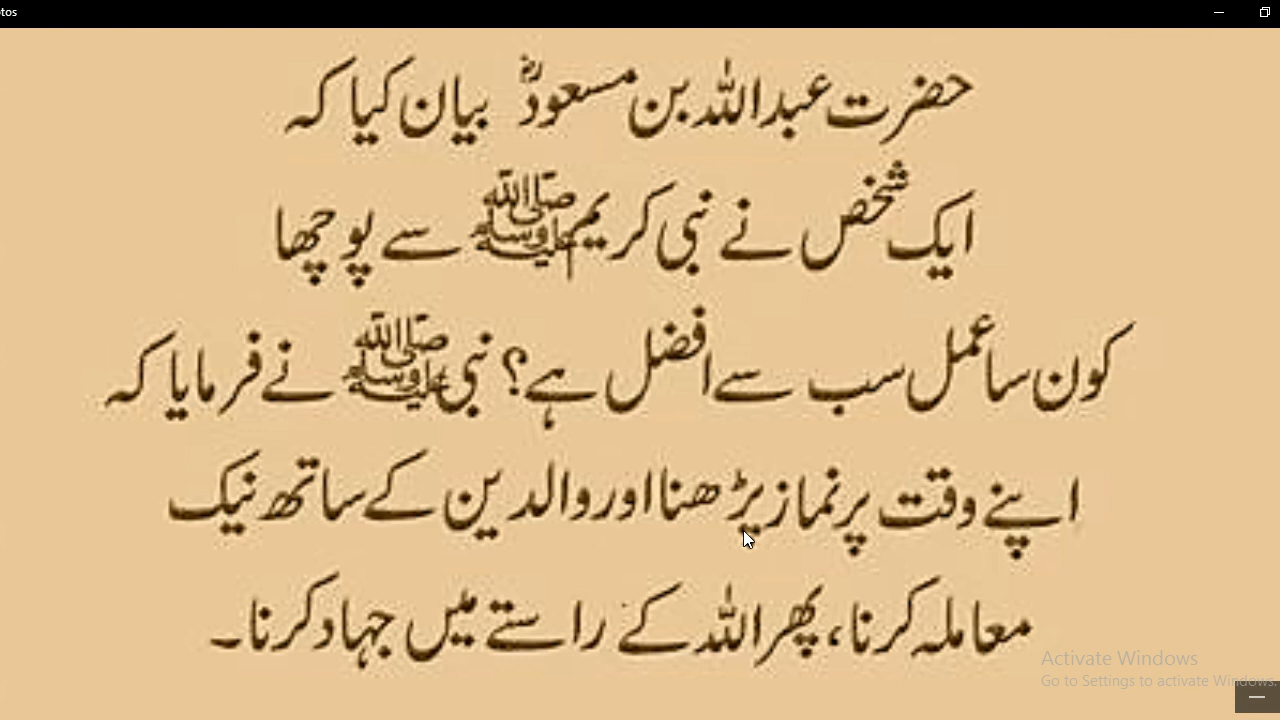 tos
حضرت عبداللہ بن مسعودؓ بیان کیا کہ
ایک شخص نے نبی کریم ﷺ سے پوچھا
کون سا عمل سب سے افضل ہے؟ نبی ﷺ نے فرمایا کہ
اپنے وقت پر نماز پڑھنا اور والدین کے ساتھ نیک
معاملہ کرنا، پھر اللہ کے راستے میں جہاد کرنا۔
Activate Windows
Go to Settings to activate Windows.